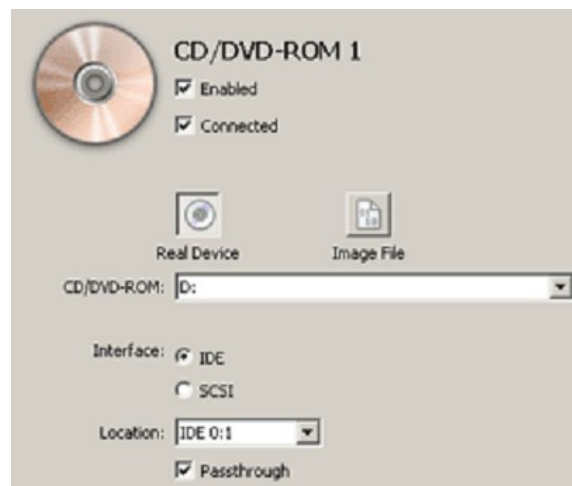 CD/DVD-ROM 1
Enabled
Connected
Real Device
Image File
CD/DVD-ROM: D:
Interface: IDE
SCSI
Location: IDE 0:1
Passthrough